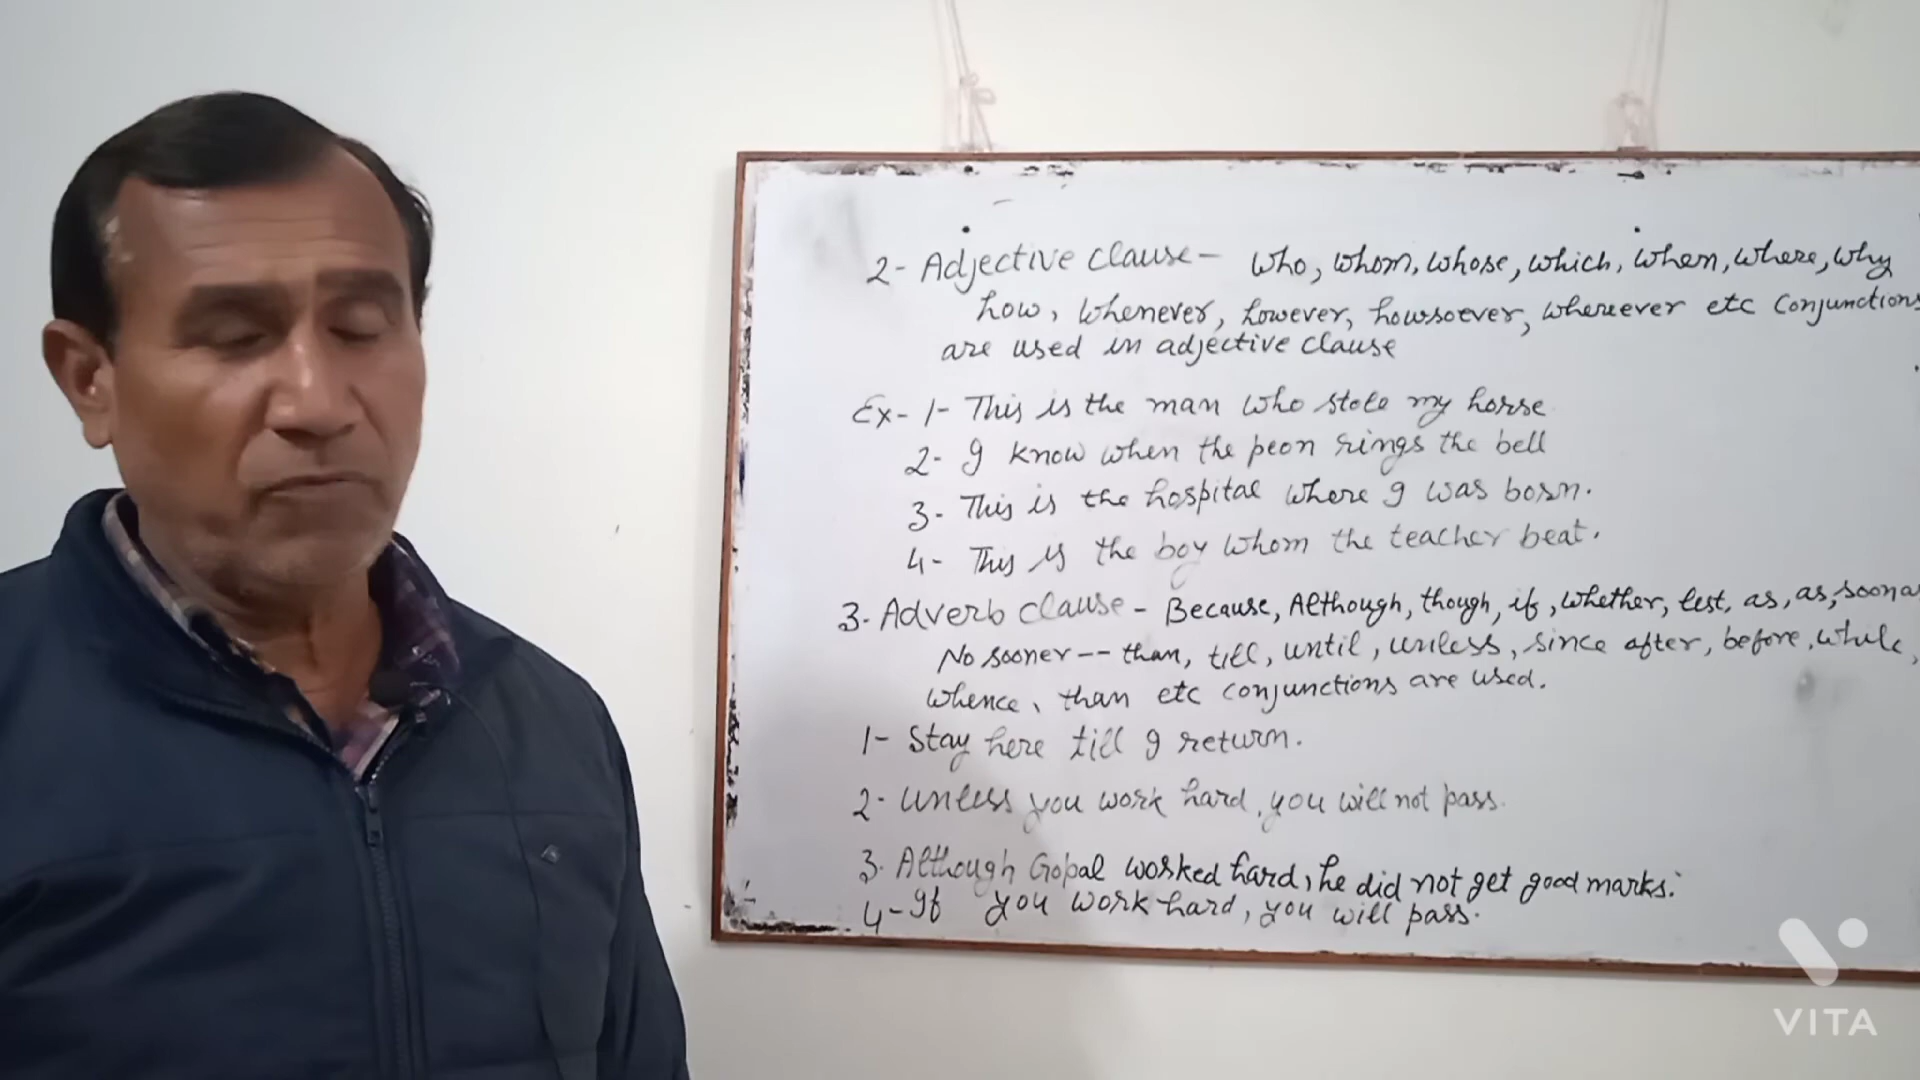 2- Adjective clause - Who, whom, whose, which, when, where, why
how, whenever, however, howsoever, whereever etc conjunctions
are used in adjective clause
Ex- 1- This is the man who stole my horse
2- I know when the peon rings the bell
3- This is the hospital where I was born.
4- This is the boy whom the teacher beat.
3- Adverb clause - Because, Although, though, if, whether, lest, as, as, soon as
No sooner -- than, till, until, unless, since after, before, while,
whence, than etc conjunctions are used.
1- Stay here till I return.
2- unless you work hard, you will not pass.
3. Although Gopal worked hard, he did not get good marks.
4- If you work hard, you will pass.
VITA